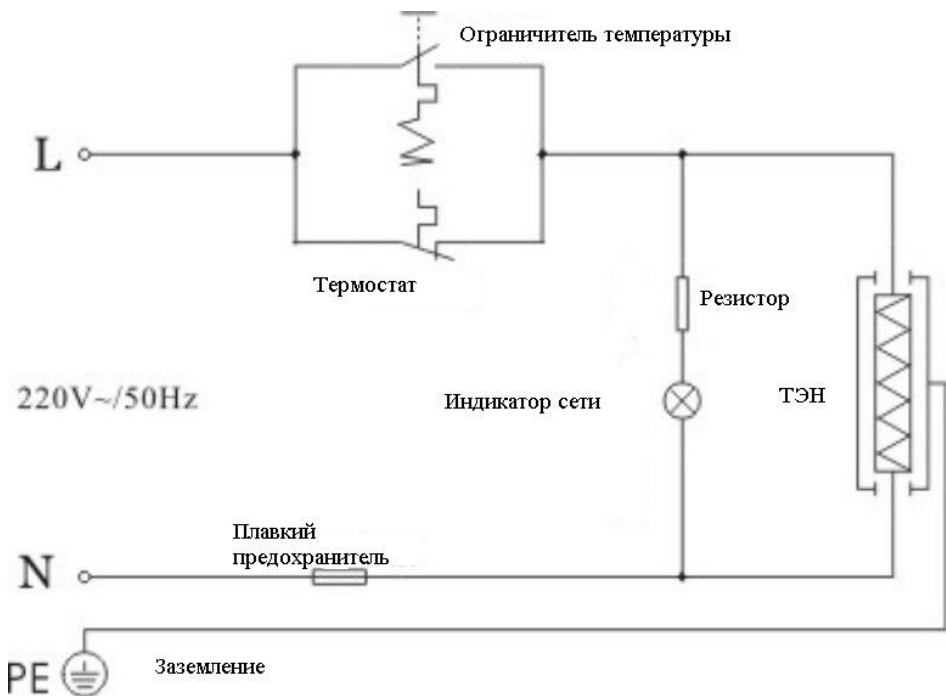 Ограничитель температуры
L
Термостат
Резистор
220V~/50Hz
Индикатор сети
ТЭН
Плавкий
предохранитель
N
PE
Заземление